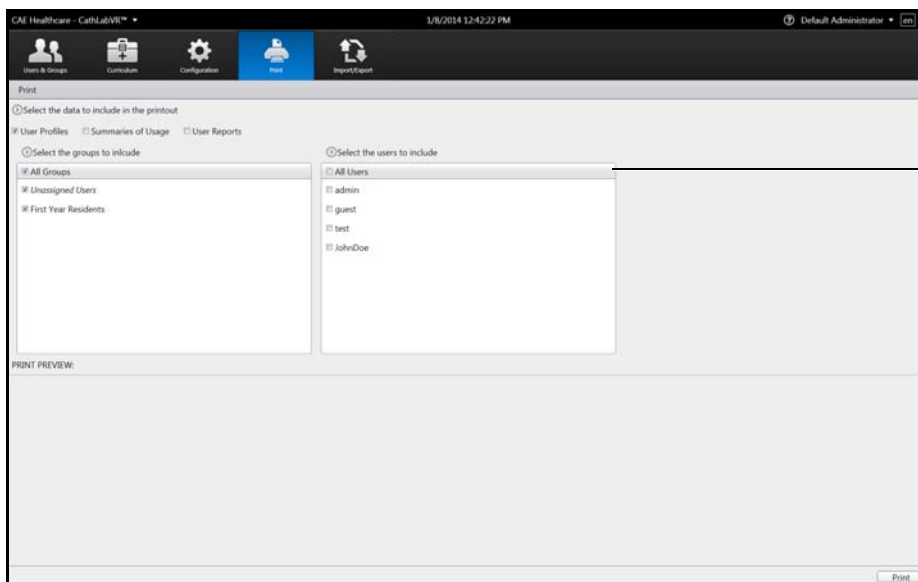 CAE Healthcare - CathLabVR™
1/8/2014 12:42:22 PM
Default Administrator
en
Users & Groups
Curriculum
Configuration
Print
Import/Export
Print
Select the data to include in the printout
User Profiles Summaries of Usage User Reports
Select the groups to inlcude
All Groups
Unassigned Users
First Year Residents
Select the users to include
All Users
admin
guest
test
JohnDoe
PRINT PREVIEW:
Print